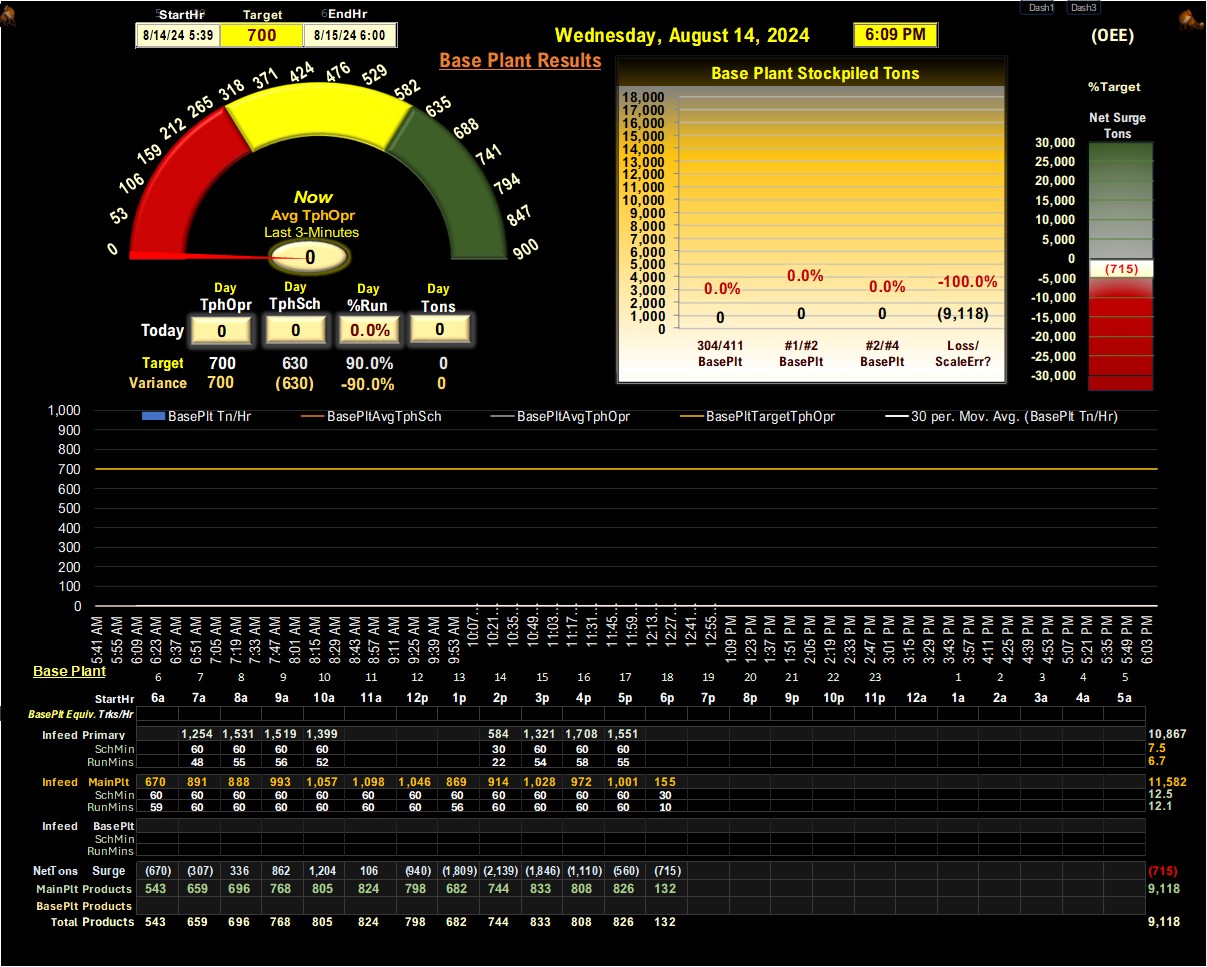 Dash1 Dash3
StartHr Target EndHr
8/14/24 5:39 700 8/15/24 6:00
Wednesday, August 14, 2024 6:09 PM (OEE)
Base Plant Results
0 53 106 159 212 265 318 371 424 476 529 582 635 688 741 794 847 900
Now
Avg TphOpr
Last 3-Minutes
0
Day Day Day Day
TphOpr TphSch %Run Tons
Today 0 0 0.0% 0
Target 700 630 90.0% 0
Variance 700 (630) -90.0% 0
Base Plant Stockpiled Tons
18,000
17,000
16,000
15,000
14,000
13,000
12,000
11,000
10,000
9,000
8,000
7,000
6,000
5,000
4,000
3,000
2,000
1,000
0
0.0% 0.0% 0.0% -100.0%
0 0 0 (9,118)
304/411 #1/#2 #2/#4 Loss/
BasePlt BasePlt BasePlt ScaleErr?
%Target
Net Surge
Tons
30,000
25,000
20,000
15,000
10,000
5,000
0
(715)
-5,000
-10,000
-15,000
-20,000
-25,000
-30,000
BasePlt Tn/Hr BasePltAvgTphSch BasePltAvgTphOpr BasePltTargetTphOpr 30 per. Mov. Avg. (BasePlt Tn/Hr)
1,000
900
800
700
600
500
400
300
200
100
0
5:41 AM 5:55 AM 6:09 AM 6:23 AM 6:37 AM 6:51 AM 7:05 AM 7:19 AM 7:33 AM 7:47 AM 8:01 AM 8:15 AM 8:29 AM 8:43 AM 8:57 AM 9:11 AM 9:25 AM 9:39 AM 9:53 AM 10:07... 10:21... 10:35... 10:49... 11:03... 11:17... 11:31... 11:45... 11:59... 12:13... 12:27... 12:41... 12:55... 1:09 PM 1:23 PM 1:37 PM 1:51 PM 2:05 PM 2:19 PM 2:33 PM 2:47 PM 3:01 PM 3:15 PM 3:29 PM 3:43 PM 3:57 PM 4:11 PM 4:25 PM 4:39 PM 4:53 PM 5:07 PM 5:21 PM 5:35 PM 5:49 PM 6:03 PM
Base Plant 6 7 8 9 10 11 12 13 14 15 16 17 18 19 20 21 22 23 1 2 3 4 5
StartHr 6a 7a 8a 9a 10a 11a 12p 1p 2p 3p 4p 5p 6p 7p 8p 9p 10p 11p 12a 1a 2a 3a 4a 5a
BasePlt Equiv. Trks/Hr
Infeed Primary 1,254 1,531 1,519 1,399 584 1,321 1,708 1,551 10,867
SchMin 60 60 60 60 30 60 60 60 7.5
RunMins 48 55 56 52 22 54 58 55 6.7
Infeed MainPlt 670 891 888 993 1,057 1,098 1,046 869 914 1,028 972 1,001 155 11,582
SchMin 60 60 60 60 60 60 60 60 60 60 60 60 30 12.5
RunMins 59 60 60 60 60 60 60 56 60 60 60 60 10 12.1
Infeed BasePlt
SchMin
RunMins
NetTons Surge (670) (307) 336 862 1,204 106 (940) (1,809) (2,139) (1,846) (1,110) (560) (715) (715)
MainPlt Products 543 659 696 768 805 824 798 682 744 833 808 826 132 9,118
BasePlt Products
Total Products 543 659 696 768 805 824 798 682 744 833 808 826 132 9,118